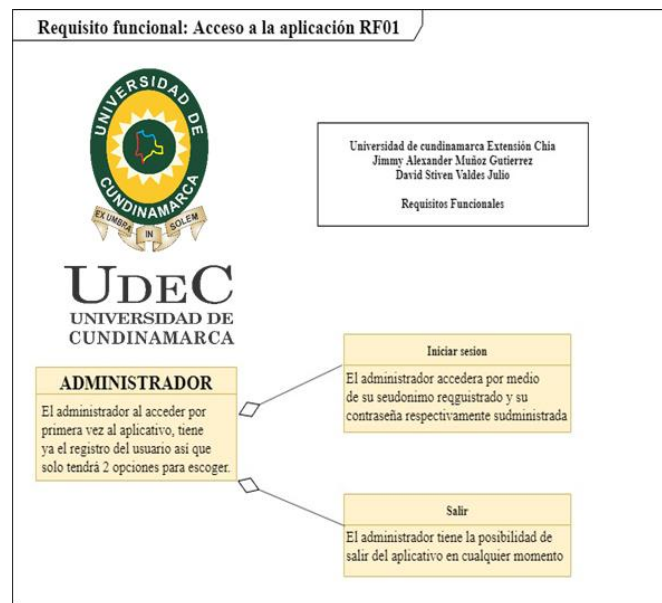 Requisito funcional: Acceso a la aplicación RF01
UNIVERSIDAD DE
CUNDINAMARCA
EX UMBRA
IN
SOLEM
UDEC
UNIVERSIDAD DE
CUNDINAMARCA
Universidad de cundinamarca Extensión Chia
Jimmy Alexander Muñoz Gutierrez
David Stiven Valdes Julio
Requisitos Funcionales
ADMINISTRADOR
El administrador al acceder por
primera vez al aplicativo, tiene
ya el registro del usuario así que
solo tendrá 2 opciones para escoger.
Iniciar sesion
El administrador accedera por medio
de su seudonimo reqguistrado y su
contraseña respectivamente sudministrada
Salir
El administrador tiene la posibilidad de
salir del aplicativo en cualquier momento